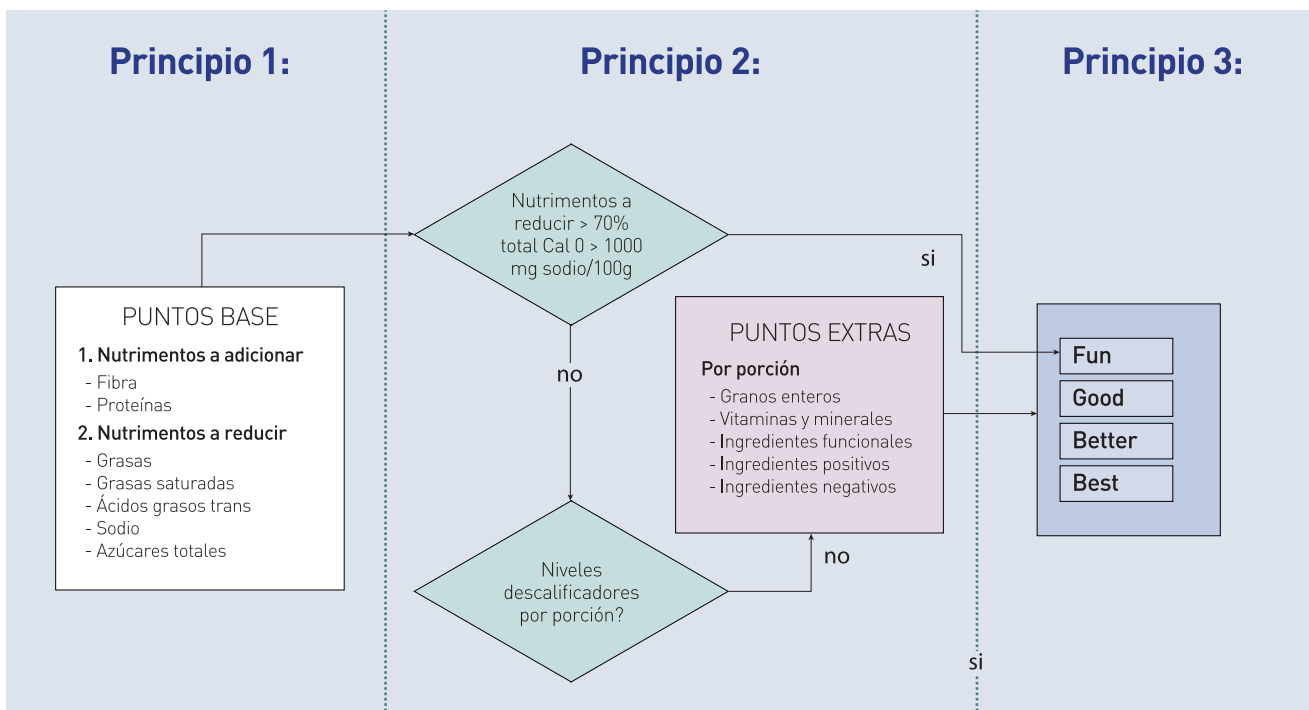 Principio 1:
Principio 2:
Principio 3:
PUNTOS BASE
1. Nutrimentos a adicionar
- Fibra
- Proteínas
2. Nutrimentos a reducir
- Grasas
- Grasas saturadas
- Ácidos grasos trans
- Sodio
- Azúcares totales
Nutrimentos a
reducir > 70%
total Cal 0 > 1000
mg sodio/100g
si
no
Niveles
descalificadores
por porción?
no
si
PUNTOS EXTRAS
Por porción
- Granos enteros
- Vitaminas y minerales
- Ingredientes funcionales
- Ingredientes positivos
- Ingredientes negativos
Fun
Good
Better
Best